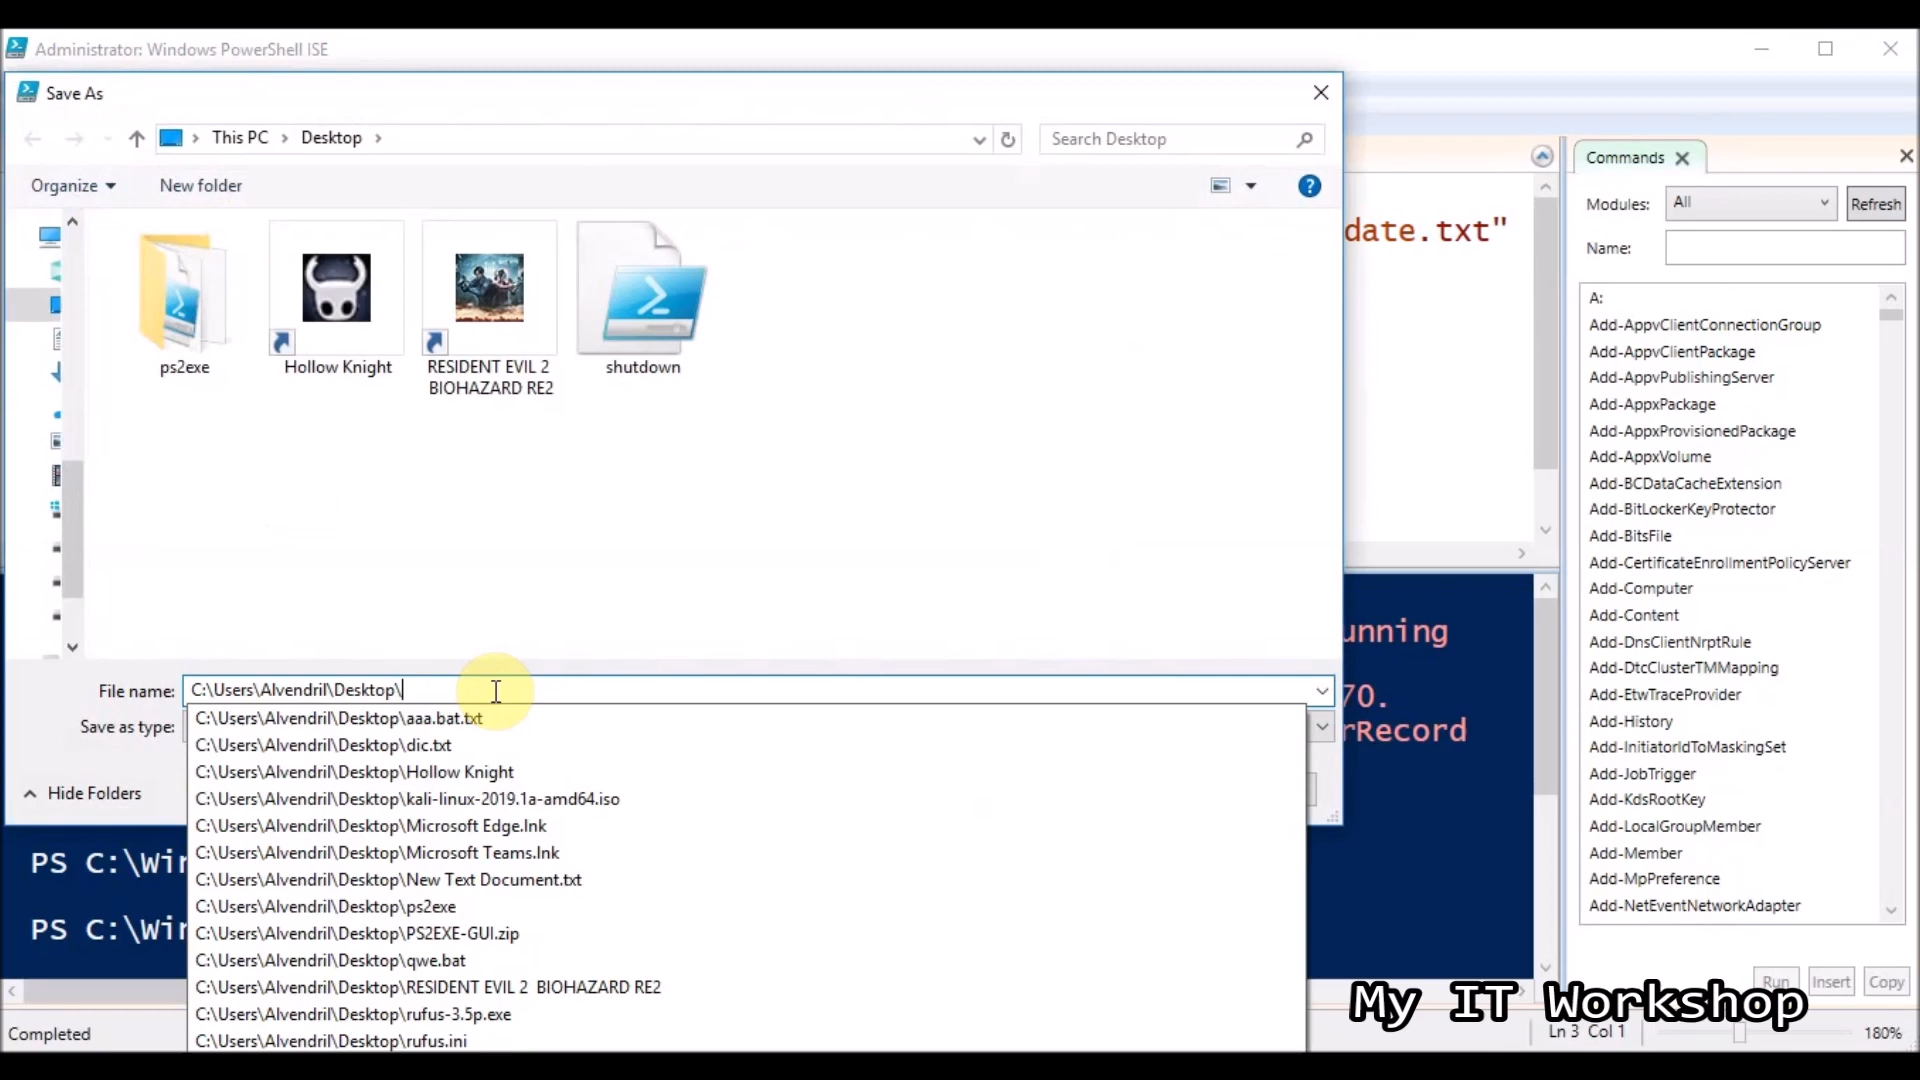 Administrator: Windows PowerShell ISE
Save As
This PC
Desktop
Search Desktop
Organize
New folder
?
ps2exe
Hollow Knight
RESIDENT EVIL 2
BIOHAZARD RE2
shutdown
File name:
C:\Users\Alvendril\Desktop\
Save as type:
Hide Folders
C:\Users\Alvendril\Desktop\aaa.bat.txt
C:\Users\Alvendril\Desktop\dic.txt
C:\Users\Alvendril\Desktop\Hollow Knight
C:\Users\Alvendril\Desktop\kali-linux-2019.1a-amd64.iso
C:\Users\Alvendril\Desktop\Microsoft Edge.lnk
C:\Users\Alvendril\Desktop\Microsoft Teams.lnk
C:\Users\Alvendril\Desktop\New Text Document.txt
C:\Users\Alvendril\Desktop\ps2exe
C:\Users\Alvendril\Desktop\PS2EXE-GUI.zip
C:\Users\Alvendril\Desktop\qwe.bat
C:\Users\Alvendril\Desktop\RESIDENT EVIL 2  BIOHAZARD RE2
C:\Users\Alvendril\Desktop\rufus-3.5p.exe
C:\Users\Alvendril\Desktop\rufus.ini
date.txt"
unning
70.
rRecord
PS C:\Wir
PS C:\Wir
Completed
Commands
Modules:
All
Refresh
Name:
A:
Add-AppvClientConnectionGroup
Add-AppvClientPackage
Add-AppvPublishingServer
Add-AppxPackage
Add-AppxProvisionedPackage
Add-AppxVolume
Add-BCDataCacheExtension
Add-BitLockerKeyProtector
Add-BitsFile
Add-CertificateEnrollmentPolicyServer
Add-Computer
Add-Content
Add-DnsClientNrptRule
Add-DtcClusterTMMapping
Add-EtwTraceProvider
Add-History
Add-InitiatorIdToMaskingSet
Add-JobTrigger
Add-KdsRootKey
Add-LocalGroupMember
Add-Member
Add-MpPreference
Add-NetEventNetworkAdapter
Run
Insert
Copy
My IT Workshop
Ln 3 Col 1
180%